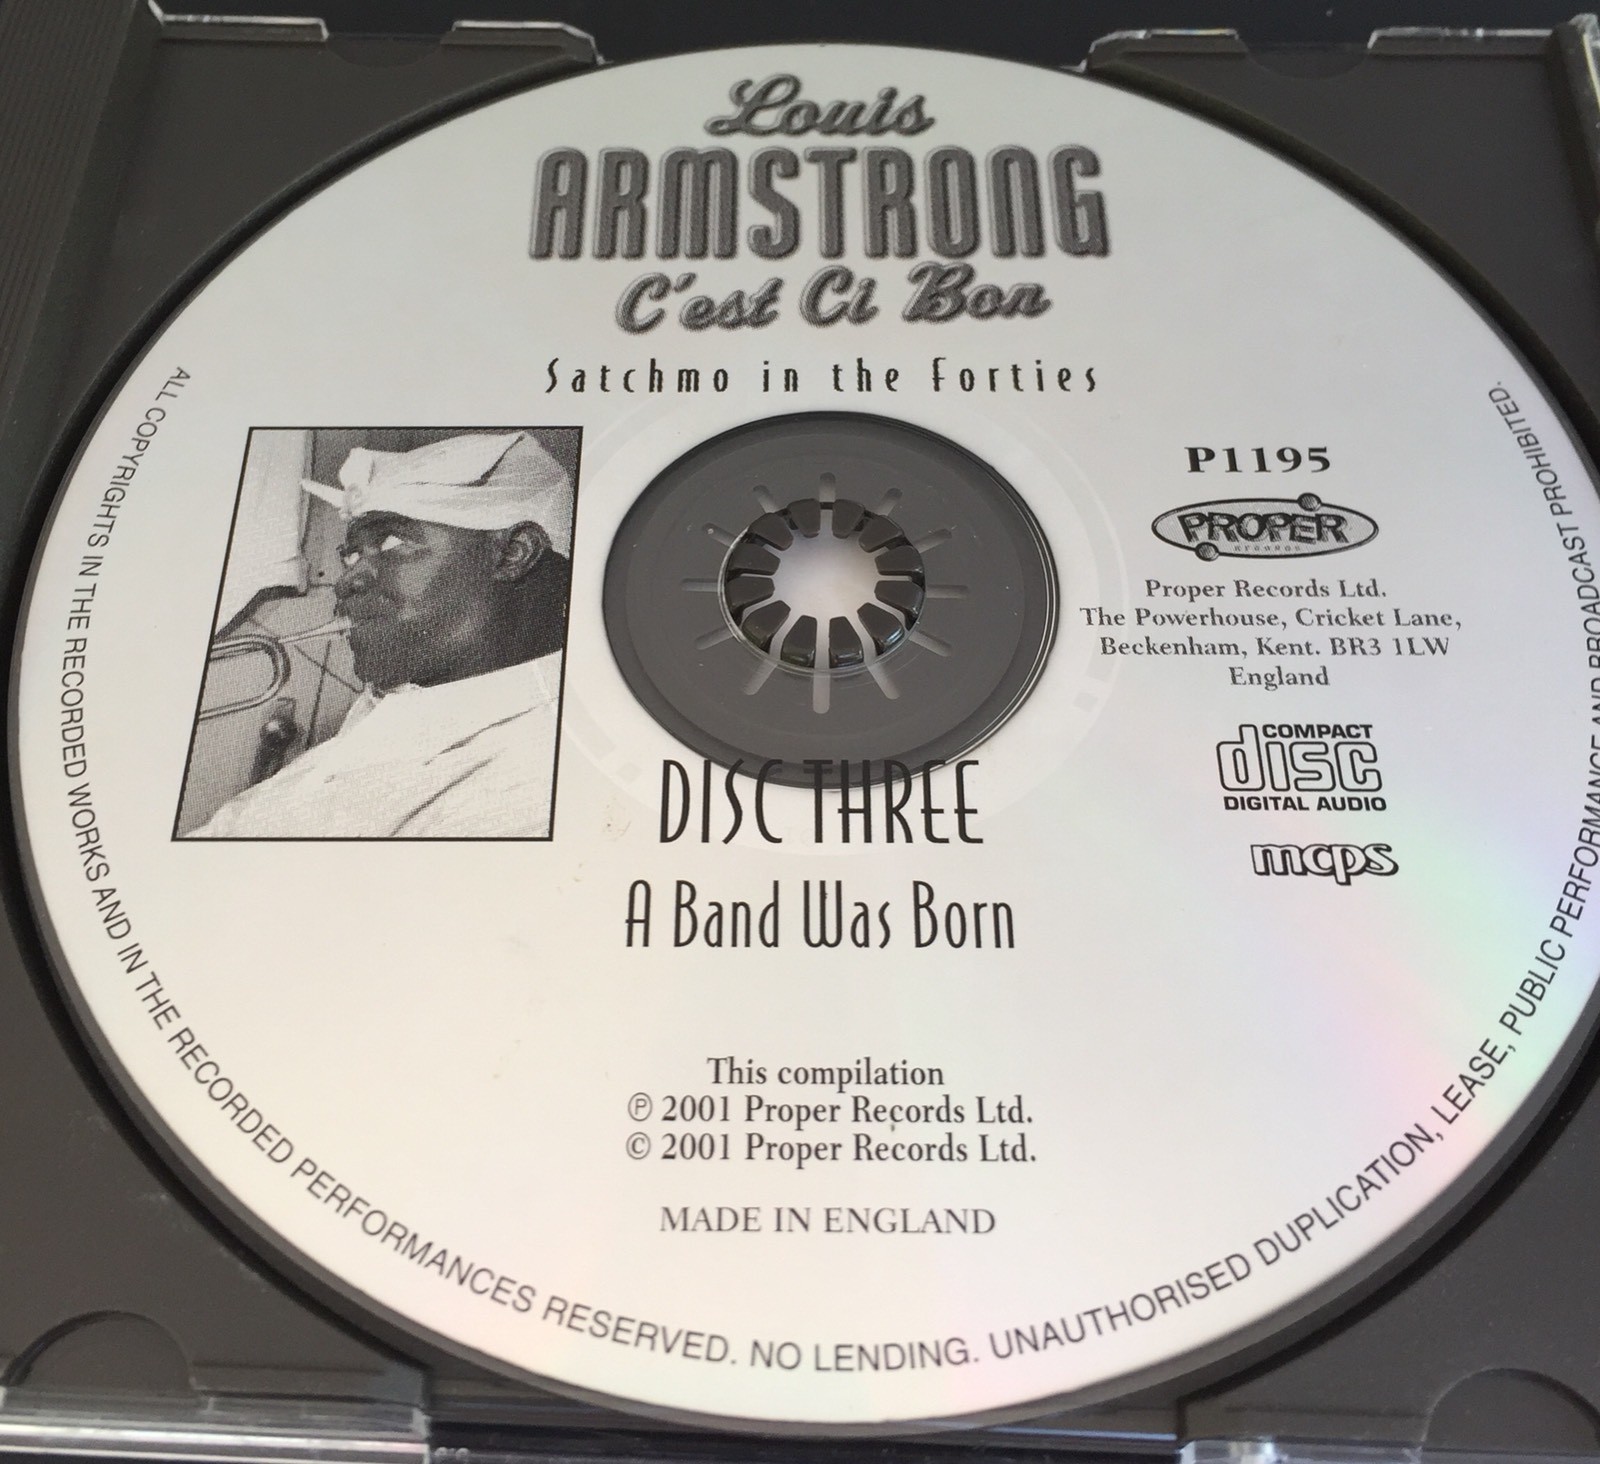 Louis
ARMSTRONG
C'est Ci Bon
Satchmo in the Forties
P1195
PROPER
RECORDS
Proper Records Ltd.
The Powerhouse, Cricket Lane,
Beckenham, Kent. BR3 1LW
England
COMPACT
disc
DIGITAL AUDIO
mcps
DISC THREE
A Band Was Born
This compilation
℗ 2001 Proper Records Ltd.
© 2001 Proper Records Ltd.
MADE IN ENGLAND
ALL COPYRIGHTS IN THE RECORDED WORKS AND IN THE RECORDED PERFORMANCES RESERVED. NO LENDING. UNAUTHORISED DUPLICATION, LEASE, PUBLIC PERFORMANCE AND BROADCAST PROHIBITED.